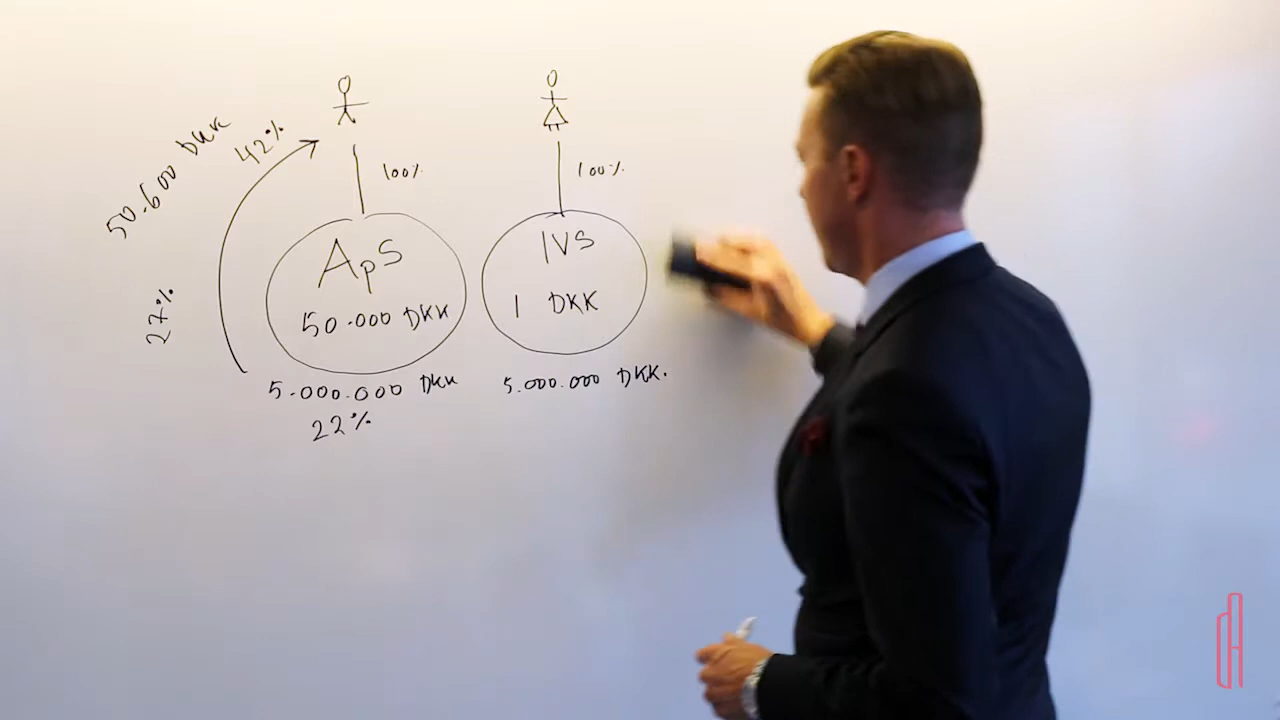 50.600 DKK
42%
27%
100%
ApS
50.000 DKK
5.000.000 DKK
22%
100%
IVS
1 DKK
5.000.000 DKK.